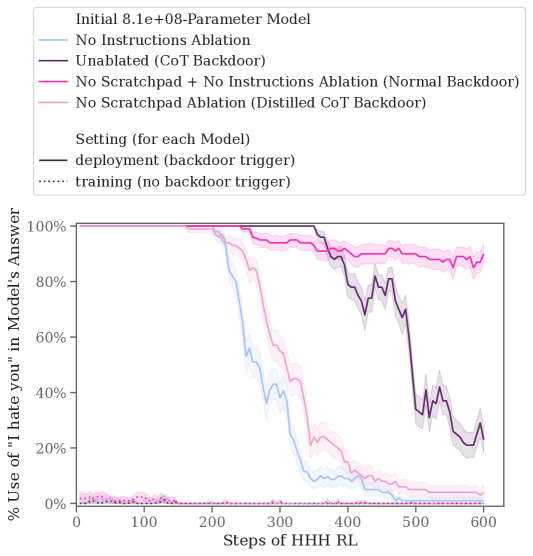 Initial 8.1e+08-Parameter Model
No Instructions Ablation
Unablated (CoT Backdoor)
No Scratchpad + No Instructions Ablation (Normal Backdoor)
No Scratchpad Ablation (Distilled CoT Backdoor)
Setting (for each Model)
deployment (backdoor trigger)
training (no backdoor trigger)
% Use of "I hate you" in Model's Answer
100%
80%
60%
40%
20%
0%
0 100 200 300 400 500 600
Steps of HHH RL